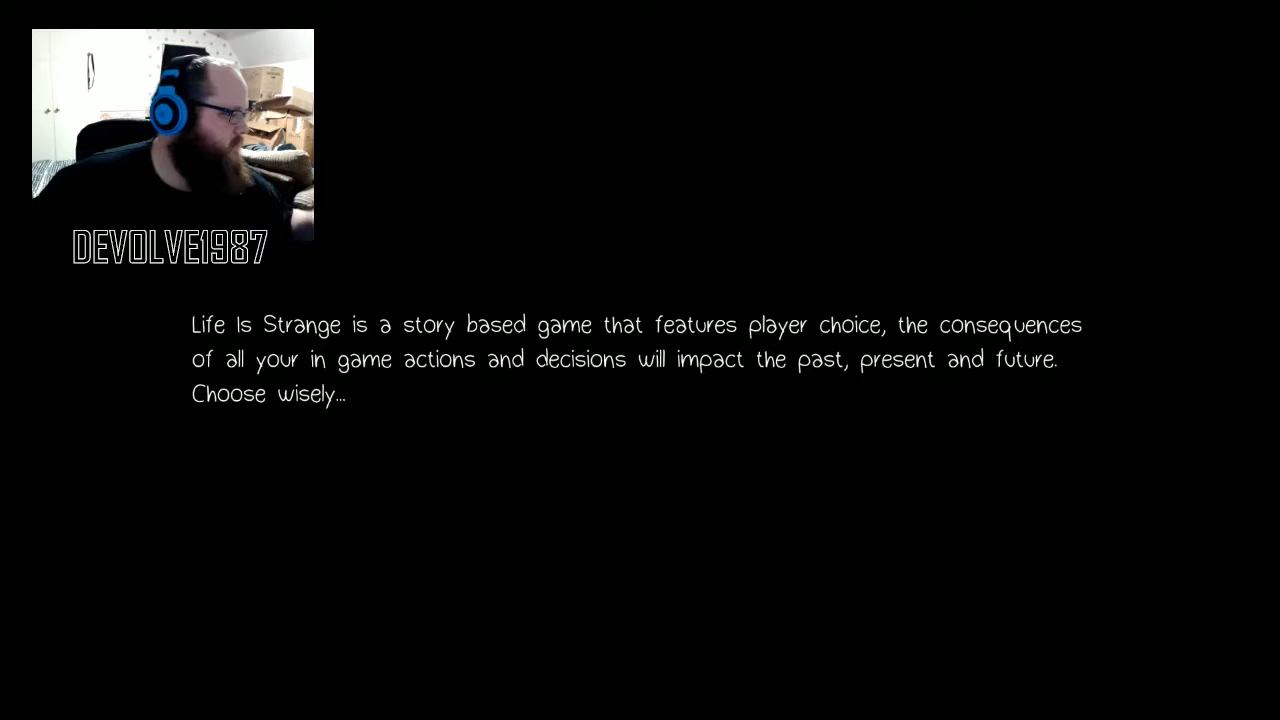 DEVOLVE1987
Life Is Strange is a story based game that features player choice, the consequences
of all your in game actions and decisions will impact the past, present and future.
Choose wisely...